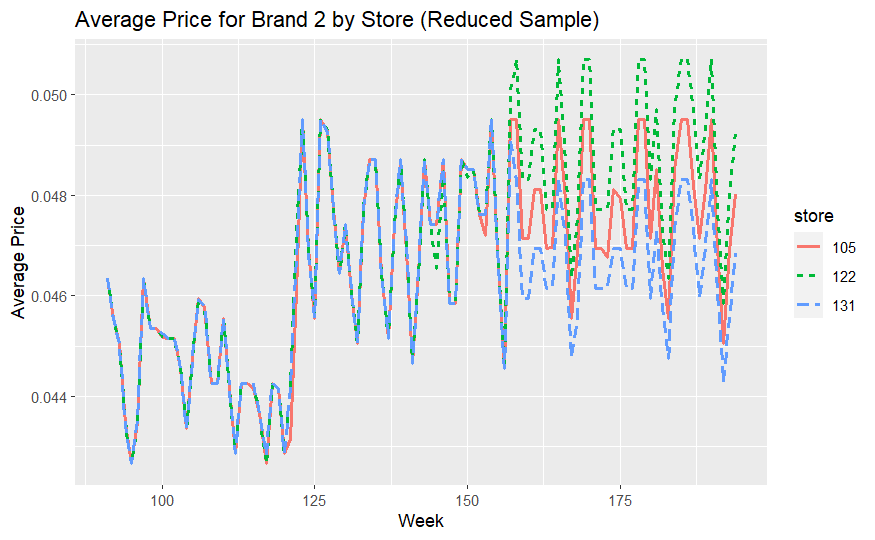 Average Price for Brand 2 by Store (Reduced Sample)
0.050
0.048
0.046
0.044
Average Price
100 125 150 175
Week
store
105
122
131